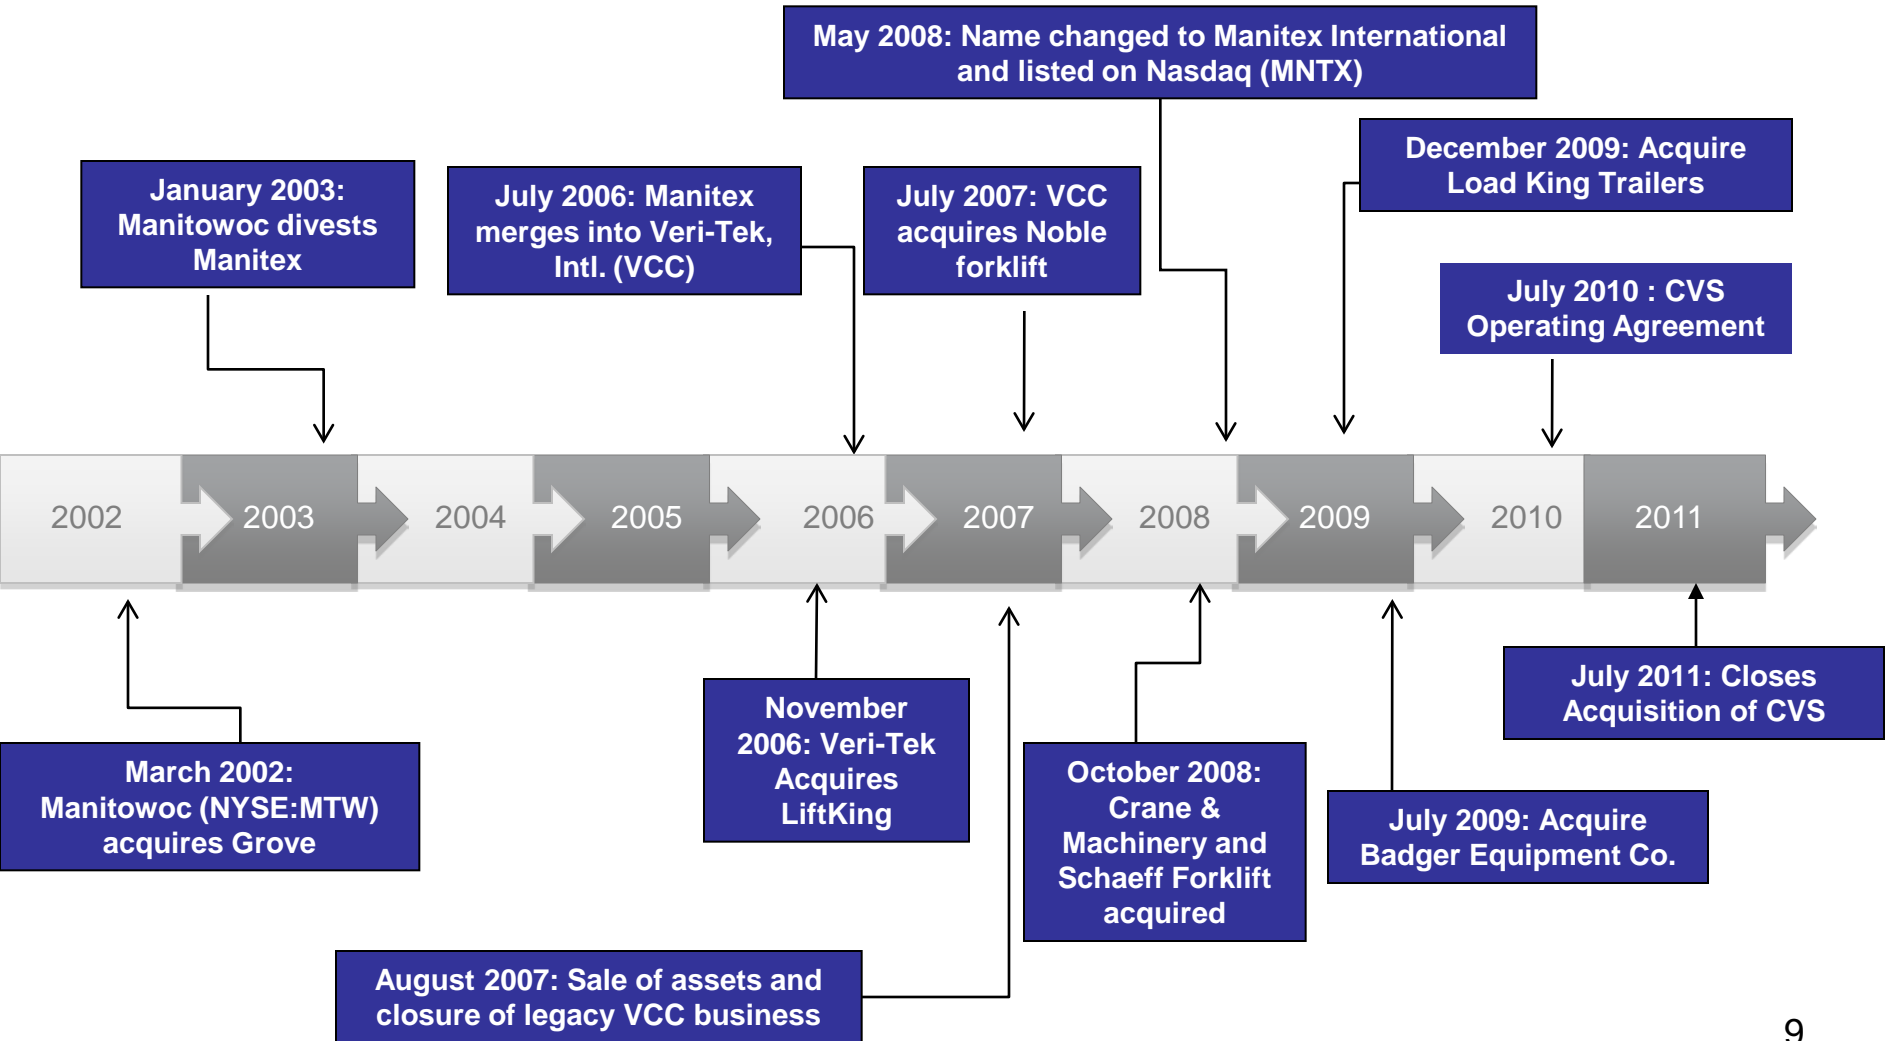 May 2008: Name changed to Manitex International
and listed on Nasdaq (MNTX)
December 2009: Acquire
Load King Trailers
January 2003:
Manitowoc divests
Manitex
July 2006: Manitex
merges into Veri-Tek,
Intl. (VCC)
July 2007: VCC
acquires Noble
forklift
July 2010 : CVS
Operating Agreement
2002
2003
2004
2005
2006
2007
2008
2009
2010
2011
March 2002:
Manitowoc (NYSE:MTW)
acquires Grove
November
2006: Veri-Tek
Acquires
LiftKing
October 2008:
Crane &
Machinery and
Schaeff Forklift
acquired
July 2009: Acquire
Badger Equipment Co.
July 2011: Closes
Acquisition of CVS
August 2007: Sale of assets and
closure of legacy VCC business
9